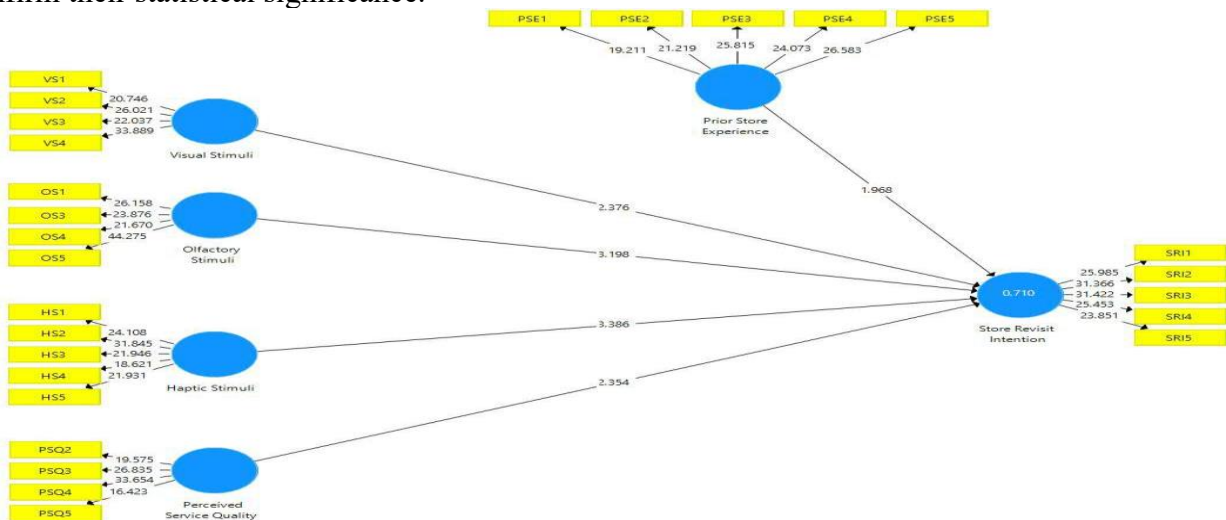 firm their statistical significance.
PSE1 PSE2 PSE3 PSE4 PSE5
19.211 21.219 25.815 24.073 26.583
Prior Store
Experience
VS1
VS2
VS3
VS4
20.746
26.021
22.037
33.889
Visual Stimuli
OS1
OS3
OS4
OS5
26.158
23.876
21.670
44.275
Olfactory
Stimuli
HS1
HS2
HS3
HS4
HS5
24.108
31.845
21.946
18.621
21.931
Haptic Stimuli
PSQ2
PSQ3
PSQ4
PSQ5
19.575
26.835
33.654
16.423
Perceived
Service Quality
1.968
2.376
3.198
3.386
2.354
0.710
Store Revisit
Intention
25.985
31.366
31.422
25.453
23.851
SRI1
SRI2
SRI3
SRI4
SRI5